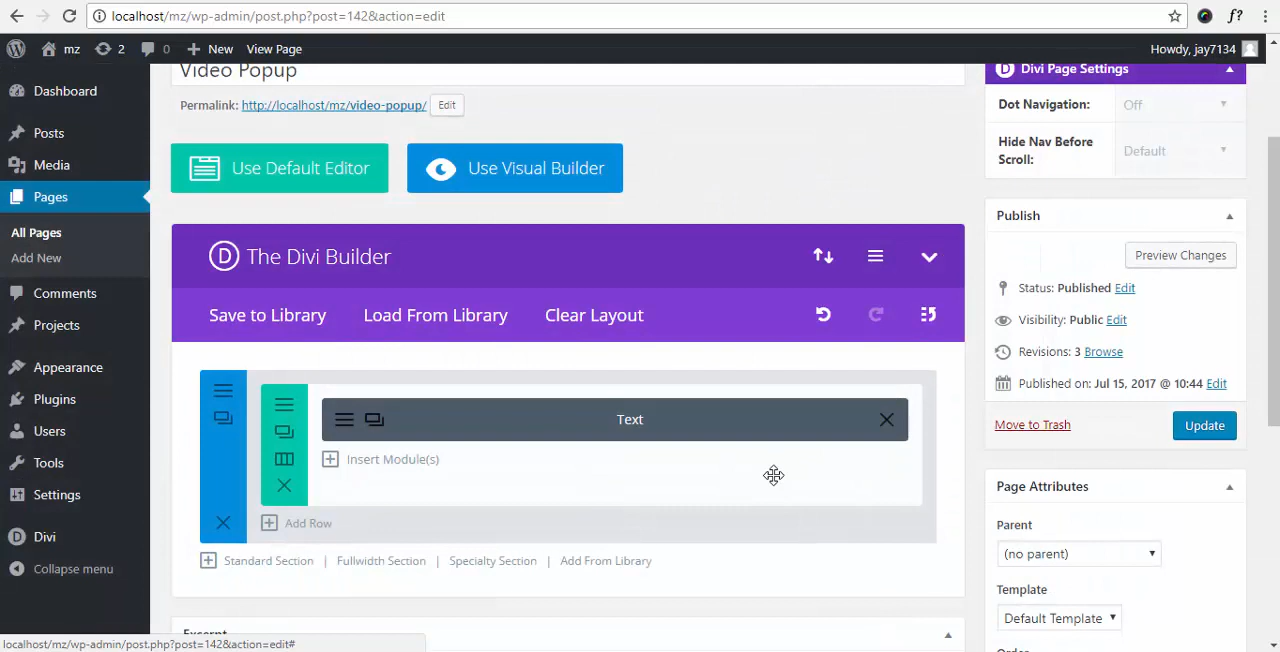 localhost/mz/wp-admin/post.php?post=142&action=edit
f?
mz 2 0 New View Page Howdy, jay7134
Dashboard
Posts
Media
Pages
All Pages
Add New
Comments
Projects
Appearance
Plugins
Users
Tools
Settings
Divi
Collapse menu
Video Popup
Permalink: http://localhost/mz/video-popup/ Edit
Use Default Editor Use Visual Builder
D The Divi Builder
Save to Library Load From Library Clear Layout
Text
Insert Module(s)
Add Row
Standard Section | Fullwidth Section | Specialty Section | Add From Library
Excerpt
D Divi Page Settings
Dot Navigation: Off
Hide Nav Before Scroll: Default
Publish
Preview Changes
Status: Published Edit
Visibility: Public Edit
Revisions: 3 Browse
Published on: Jul 15, 2017 @ 10:44 Edit
Move to Trash Update
Page Attributes
Parent
(no parent)
Template
Default Template
Order
localhost/mz/wp-admin/post.php?post=142&action=edit#